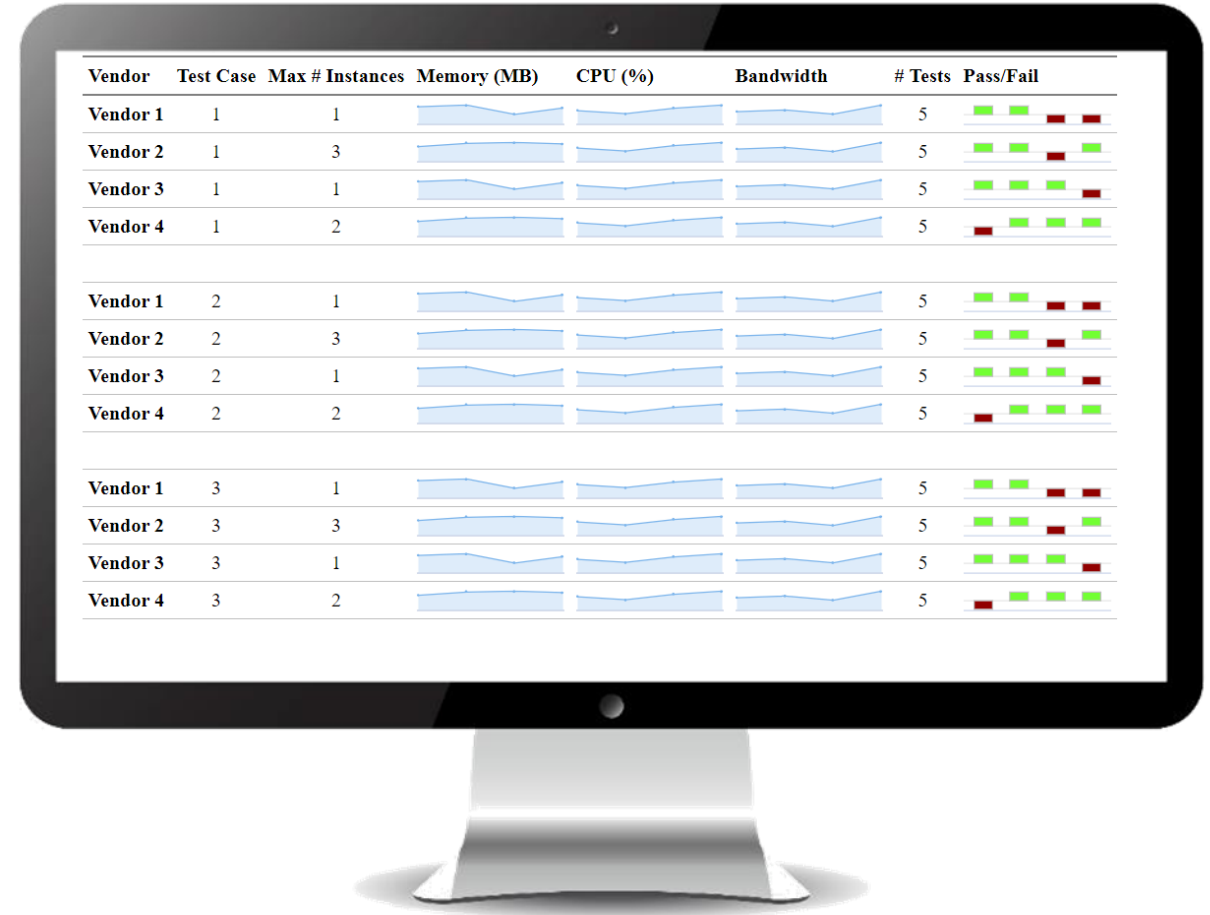 Vendor Test Case Max # Instances Memory (MB) CPU (%) Bandwidth # Tests Pass/Fail
Vendor 1 1 1 5
Vendor 2 1 3 5
Vendor 3 1 1 5
Vendor 4 1 2 5
Vendor 1 2 1 5
Vendor 2 2 3 5
Vendor 3 2 1 5
Vendor 4 2 2 5
Vendor 1 3 1 5
Vendor 2 3 3 5
Vendor 3 3 1 5
Vendor 4 3 2 5